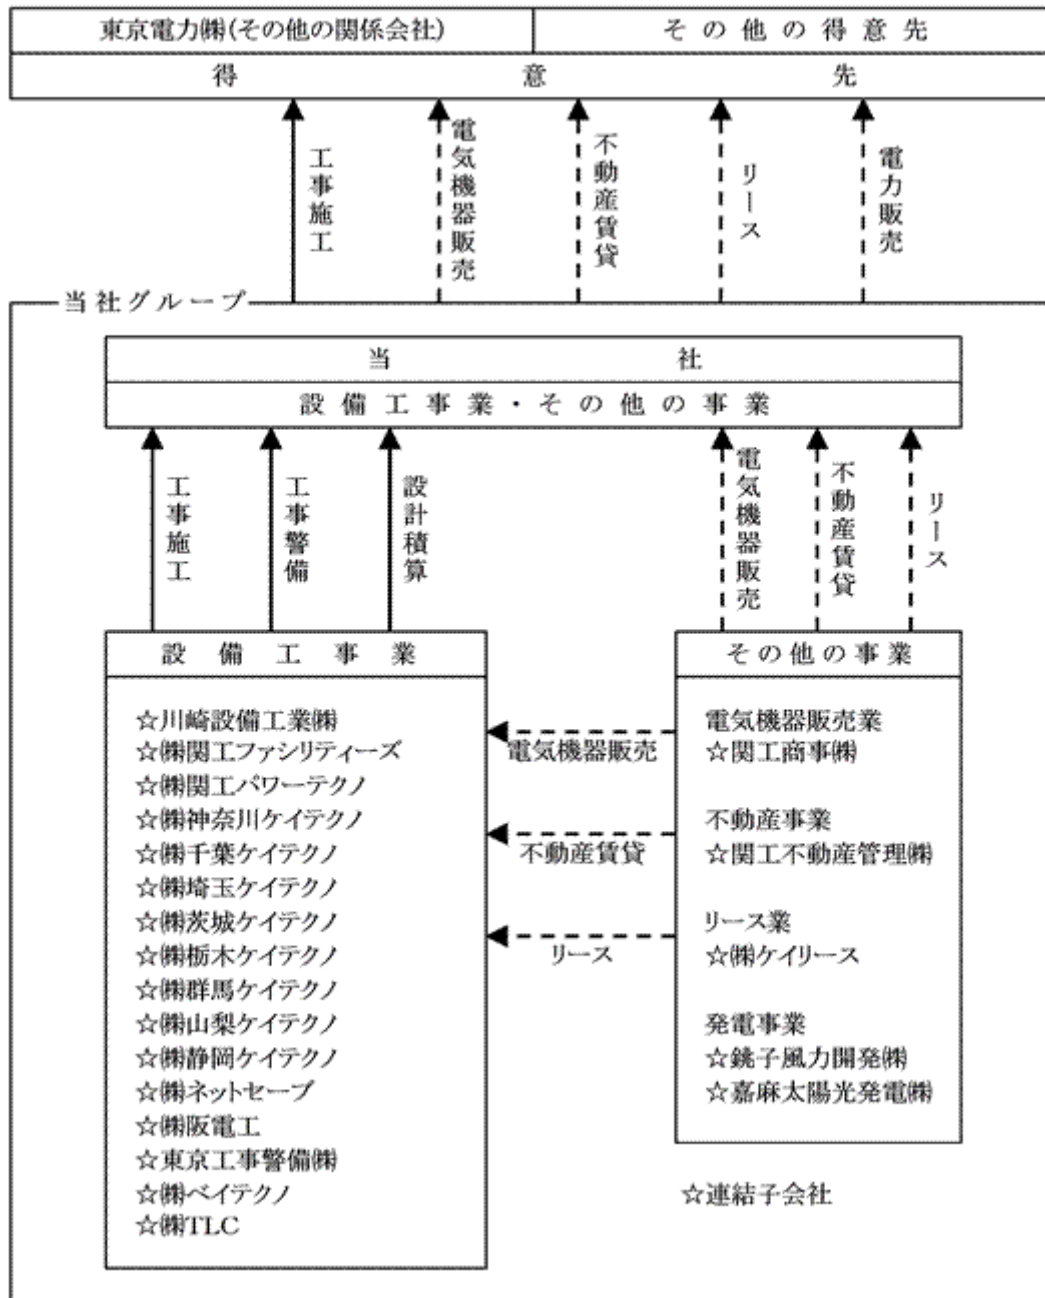 東京電力㈱(その他の関係会社)
その他の得意先
得意先
工事施工
電気機器販売
不動産賃貸
リース
電力販売
当社グループ
当社
設備工事業・その他の事業
工事施工
工事警備
設計積算
電気機器販売
不動産賃貸
リース
設備工事業
☆川崎設備工業㈱
☆㈱関工ファシリティーズ
☆㈱関工パワーテクノ
☆㈱神奈川ケイテクノ
☆㈱千葉ケイテクノ
☆㈱埼玉ケイテクノ
☆㈱茨城ケイテクノ
☆㈱栃木ケイテクノ
☆㈱群馬ケイテクノ
☆㈱山梨ケイテクノ
☆㈱静岡ケイテクノ
☆㈱ネットセーブ
☆㈱阪電工
☆東京工事警備㈱
☆㈱ベイテクノ
☆㈱TLC
電気機器販売
不動産賃貸
リース
その他の事業
電気機器販売業
☆関工商事㈱
不動産事業
☆関工不動産管理㈱
リース業
☆㈱ケイリース
発電事業
☆銚子風力開発㈱
☆嘉麻太陽光発電㈱
☆連結子会社